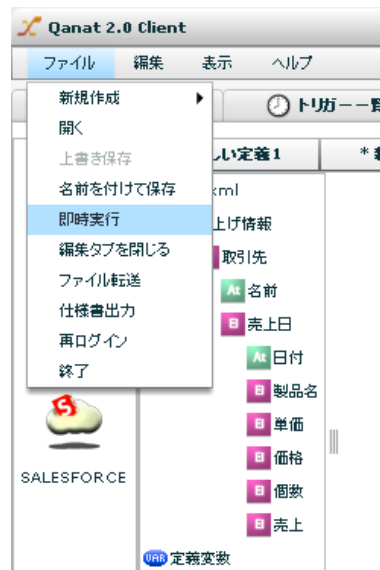 Qanat 2.0 Client
ファイル 編集 表示 ヘルプ
トリガー一覧
新規作成
開く
上書き保存
名前を付けて保存
即時実行
編集タブを閉じる
ファイル転送
仕様書出力
再ログイン
終了
しい定義1
*
xml
上げ情報
取引先
At 名前
E 売上日
At 日付
E 製品名
E 単価
E 価格
E 個数
E 売上
VAR 定義変数
S
SALESFORCE